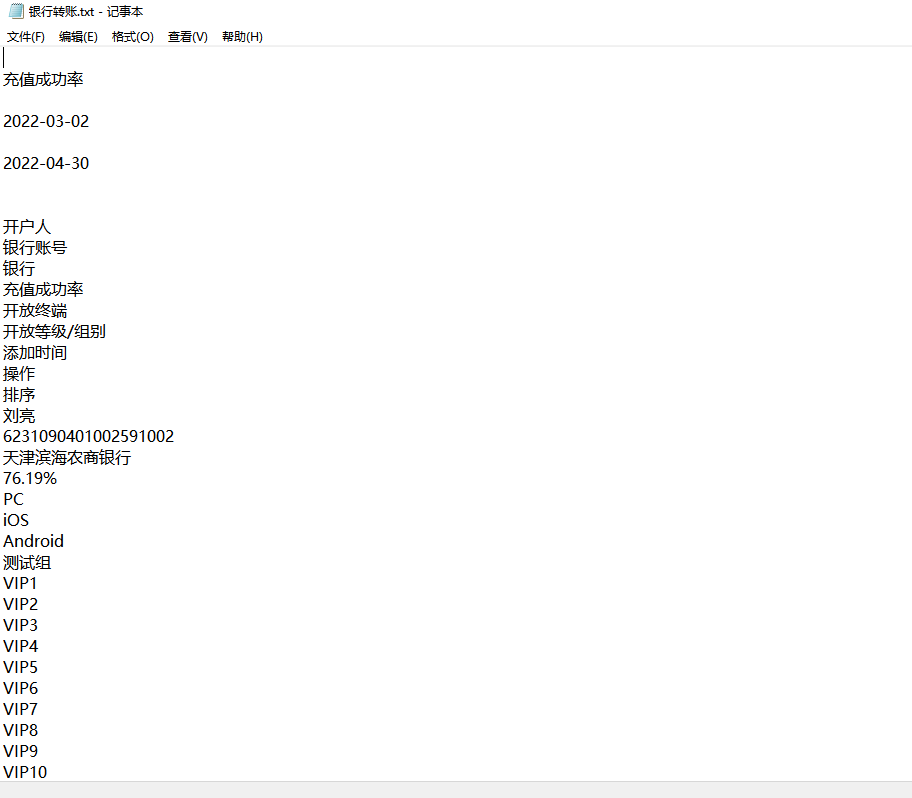 银行转账.txt - 记事本
文件(F) 编辑(E) 格式(O) 查看(V) 帮助(H)
充值成功率
2022-03-02
2022-04-30
开户人
银行账号
银行
充值成功率
开放终端
开放等级/组别
添加时间
操作
排序
刘亮
6231090401002591002
天津滨海农商银行
76.19%
PC
iOS
Android
测试组
VIP1
VIP2
VIP3
VIP4
VIP5
VIP6
VIP7
VIP8
VIP9
VIP10